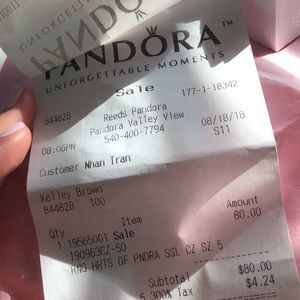 PANDORA™
UNFORGETTABLE MOMENTS
Sale
177-1-18342
844828 Reeds Pandora
Pandora Valley View 08/18/18
08:06PM 540-400-7794 S11
Customer Nhan Tran
Kelley Brown
844828 100 Amount
Qty Item 80.00
1 19565001 Sale
190963CZ-50
RNG HRTS OF PNDRA SSL CZ SZ 5
Subtotal $80.00
5.300% Tax $4.24